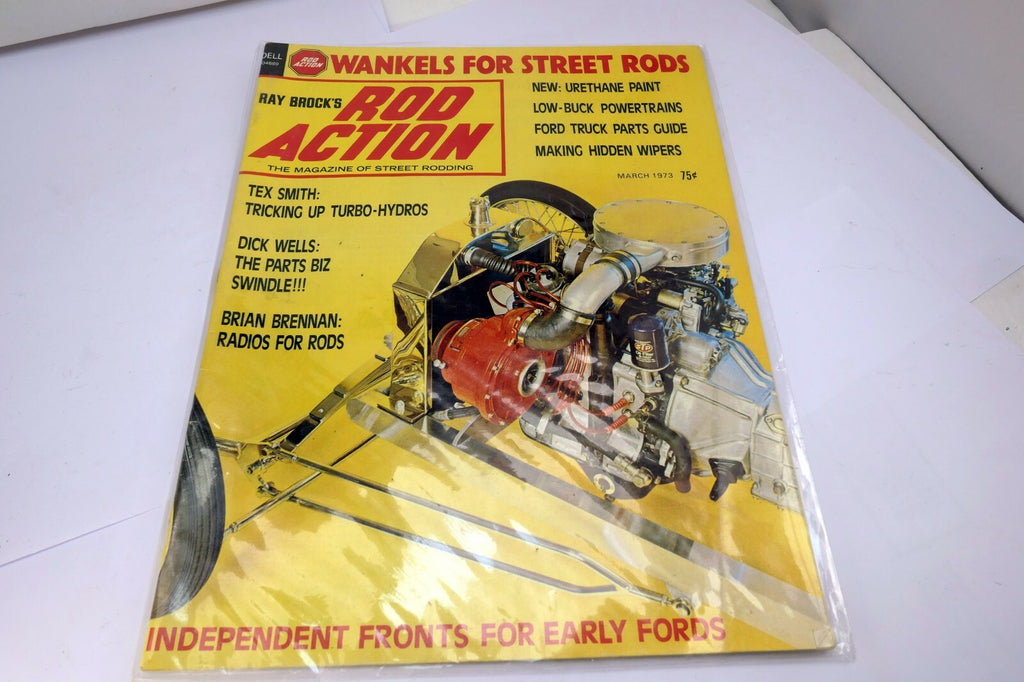 DELL
04669
ROD ACTION
WANKELS FOR STREET RODS
RAY BROCK'S
ROD
ACTION
THE MAGAZINE OF STREET RODDING
NEW: URETHANE PAINT
LOW-BUCK POWERTRAINS
FORD TRUCK PARTS GUIDE
MAKING HIDDEN WIPERS
MARCH 1973 75¢
TEX SMITH:
TRICKING UP TURBO-HYDROS
DICK WELLS:
THE PARTS BIZ
SWINDLE!!!
BRIAN BRENNAN:
RADIOS FOR RODS
STP
INDEPENDENT FRONTS FOR EARLY FORDS